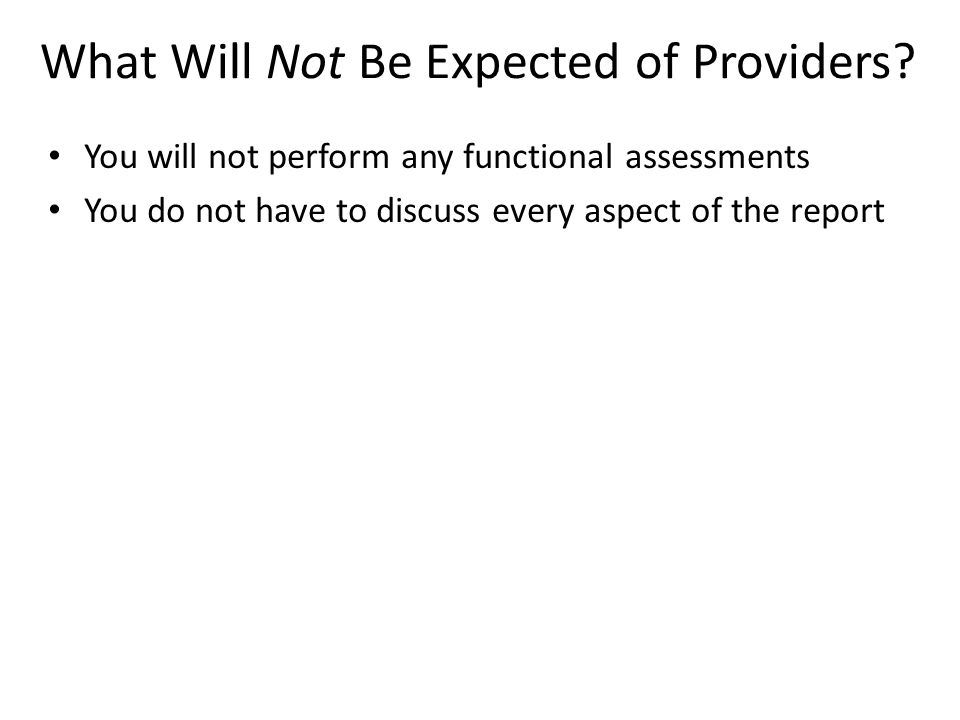 What Will Not Be Expected of Providers?
• You will not perform any functional assessments
• You do not have to discuss every aspect of the report